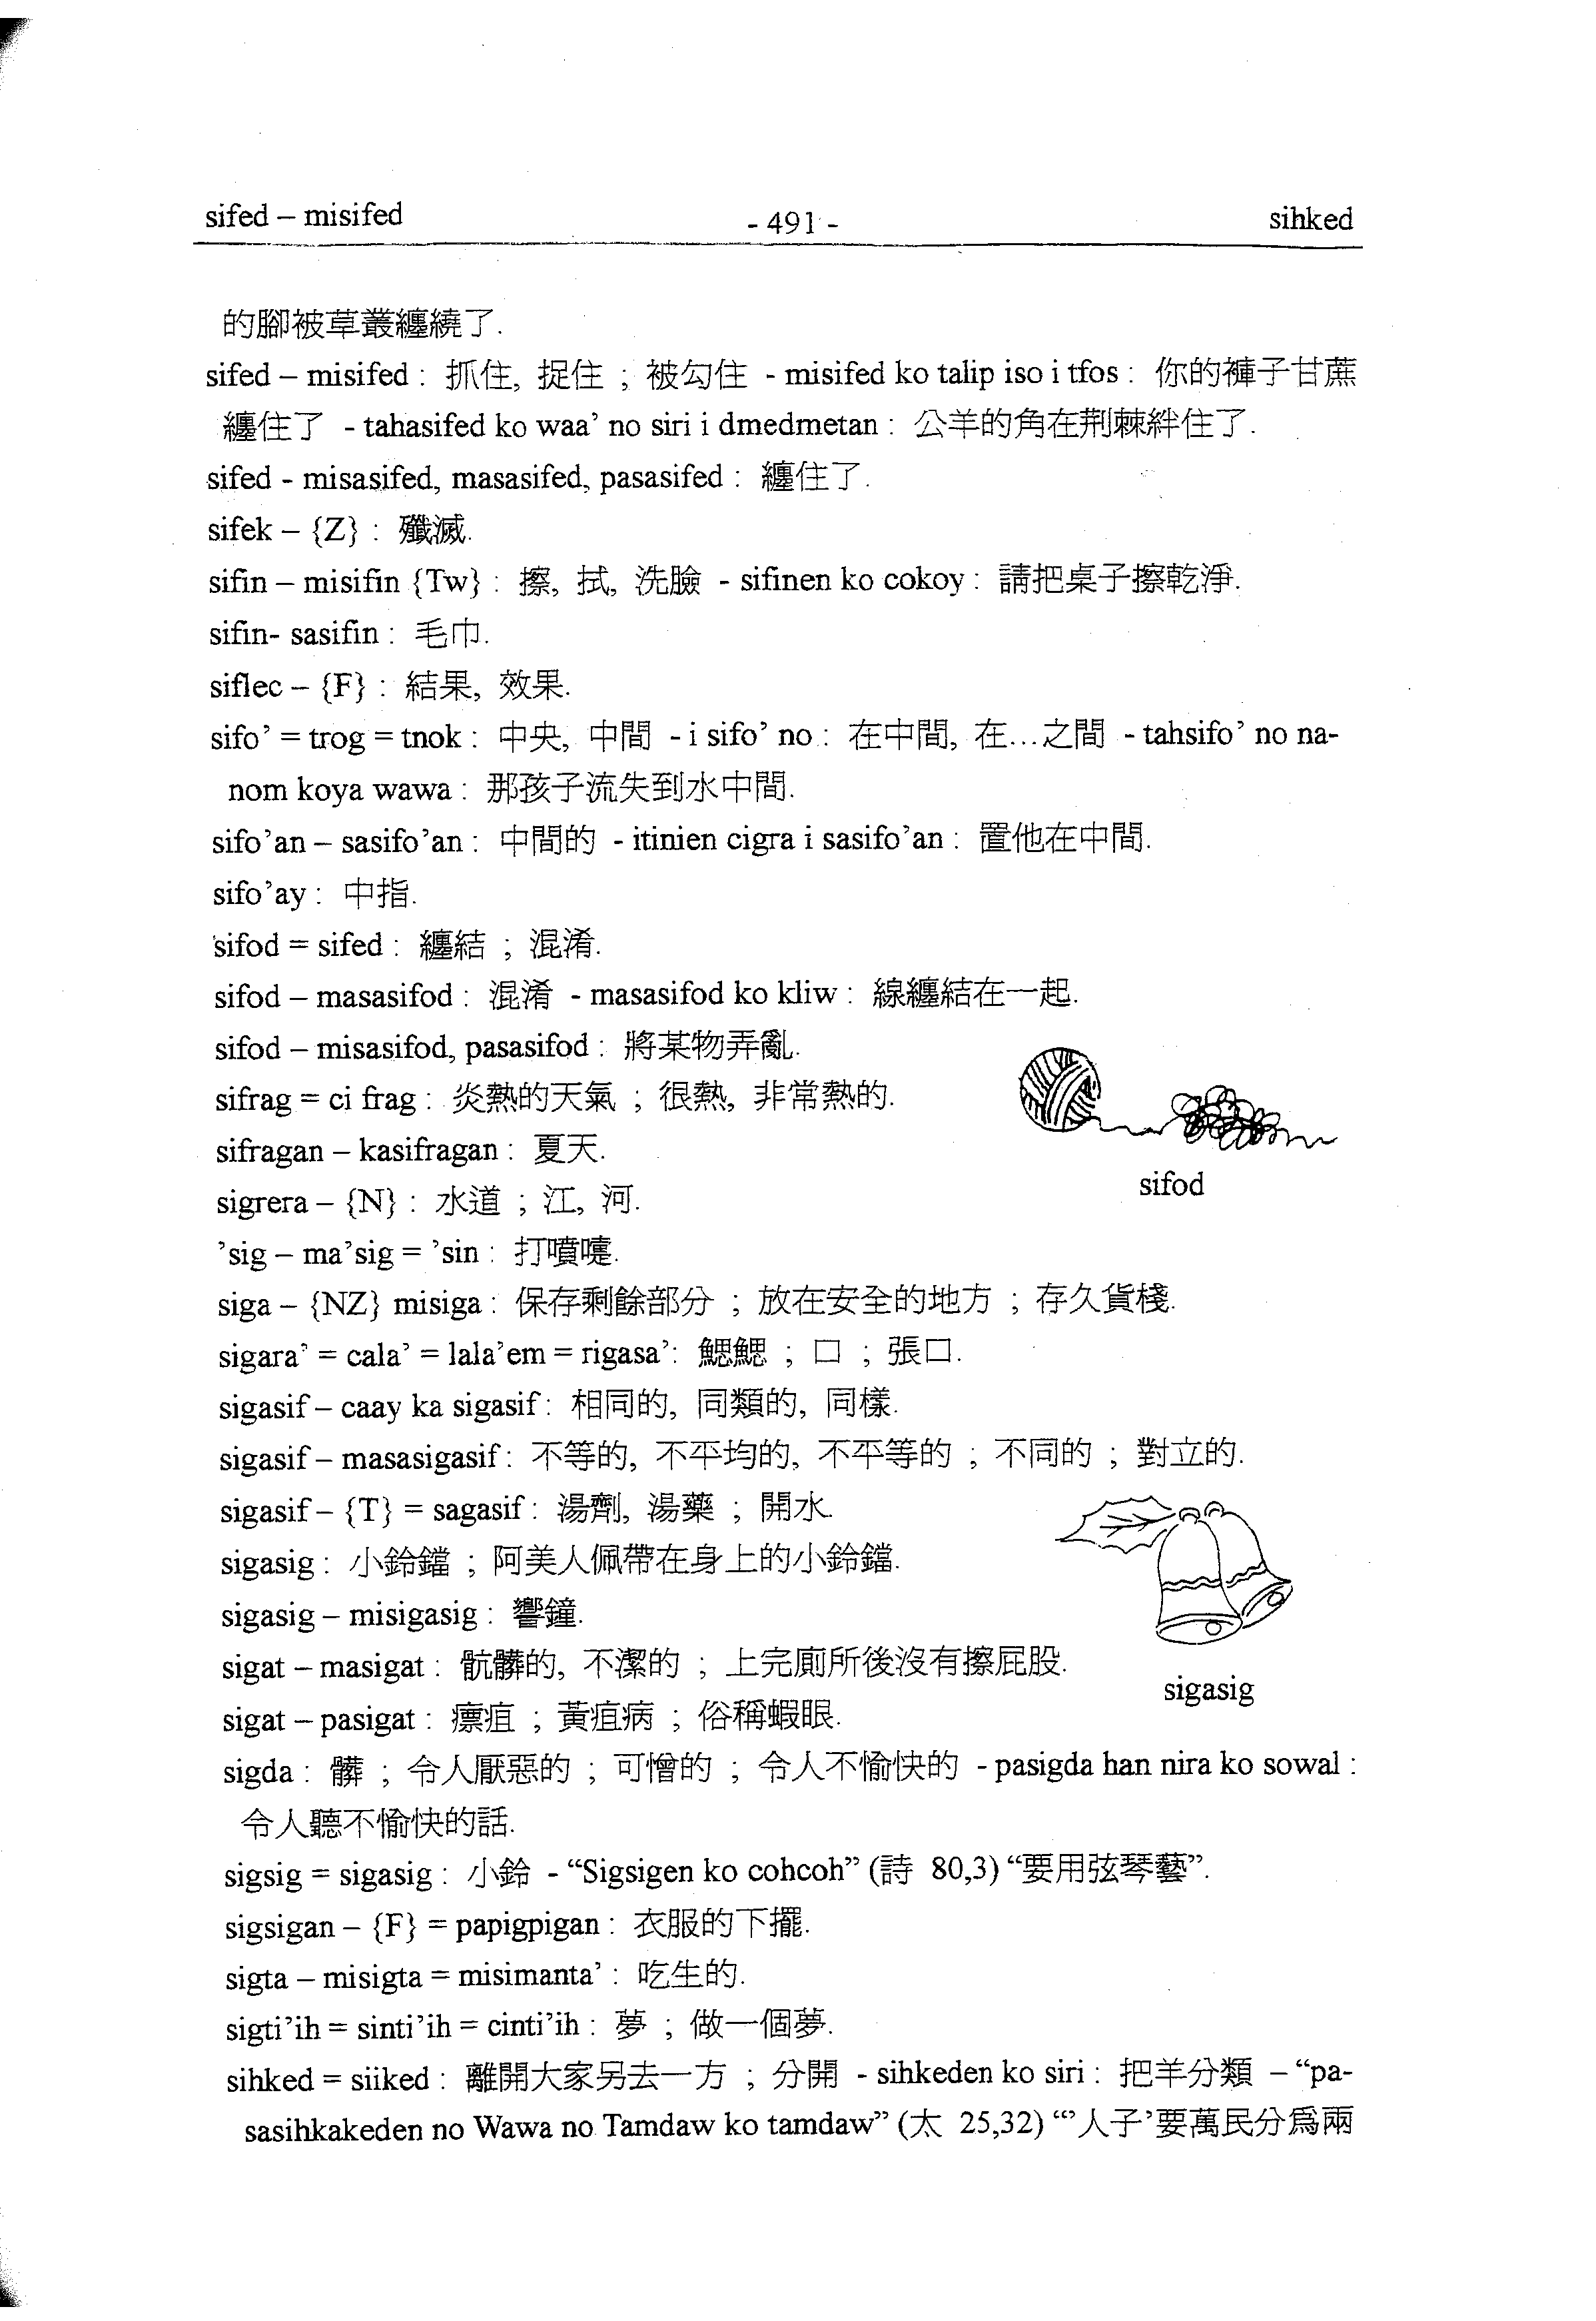 sifed – misifed - 491 - sihked
的腳被草叢纏繞了.
sifed – misifed : 抓住, 捉住 ; 被勾住 - misifed ko talip iso i tfos : 你的褲子甘蔗
纏住了 - tahasifed ko waa’ no siri i dmedmetan : 公羊的角在荆棘絆住了.
sifed - misasifed, masasifed, pasasifed : 纏住了.
sifek – {Z} : 殲滅.
sifin – misifin {Tw} : 擦, 拭, 洗臉 - sifinen ko cokoy : 請把桌子擦乾淨.
sifin- sasifin : 毛巾.
siflec – {F} : 結果, 效果.
sifo’ = trog = tnok : 中央, 中間 - i sifo’ no : 在中間, 在…之間 - tahsifo’ no na-
nom koya wawa : 那孩子流失到水中間.
sifo’an – sasifo’an : 中間的 - itinien cigra i sasifo’an : 置他在中間.
sifo’ay : 中指.
sifod = sifed : 纏結 ; 混淆.
sifod – masasifod : 混淆 - masasifod ko kliw : 線纏結在一起.
sifod – misasifod, pasasifod : 將某物弄亂.
sifrag = ci frag : 炎熱的天氣 ; 很熱, 非常熱的.
sifragan – kasifragan : 夏天.
sifod
sigrera – {N} : 水道 ; 江, 河.
’sig – ma’sig = ’sin : 打噴嚏.
siga – {NZ} misiga : 保存剩餘部分 ; 放在安全的地方 ; 存久貨棧.
sigara’ = cala’ = lala’em = rigasa’: 鰓鰓 ; 口 ; 張口.
sigasif – caay ka sigasif : 相同的, 同類的, 同樣.
sigasif – masasigasif : 不等的, 不平均的, 不平等的 ; 不同的 ; 對立的.
sigasif – {T} = sagasif : 湯劑, 湯藥 ; 開水.
sigasig : 小鈴鐺 ; 阿美人佩帶在身上的小鈴鐺.
sigasig – misigasig : 響鐘.
sigat – masigat : 骯髒的, 不潔的 ; 上完廁所後沒有擦屁股.
sigasig
sigat – pasigat : 瘭疽 ; 黃疸病 ; 俗稱蝦眼.
sigda : 髒 ; 令人厭惡的 ; 可憎的 ; 令人不愉快的 - pasigda han nira ko sowal :
令人聽不愉快的話.
sigsig = sigasig : 小鈴 - “Sigsigen ko cohcoh” (詩 80,3) “要用弦琴藝”.
sigsigan – {F} = papigpigan : 衣服的下擺.
sigta – misigta = misimanta’ : 吃生的.
sigti’ih = sinti’ih = cinti’ih : 夢 ; 做一個夢.
sihked = siiked : 離開大家另去一方 ; 分開 - sihkeden ko siri : 把羊分類 – “pa-
sasihkakeden no Wawa no Tamdaw ko tamdaw” (太 25,32) “’人子’要萬民分為兩